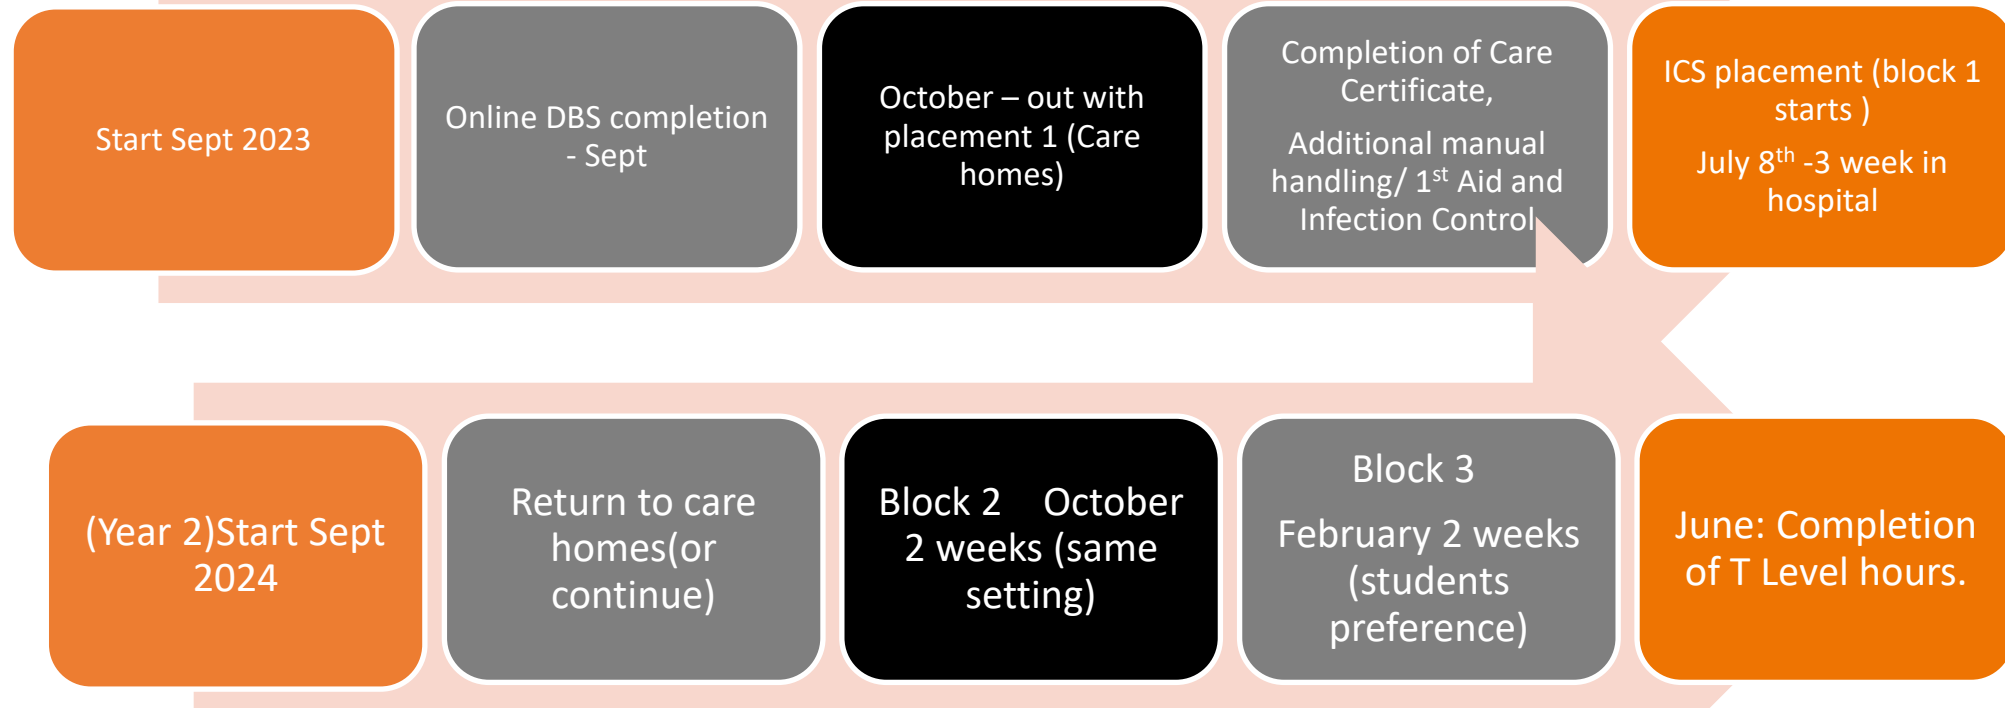 Start Sept 2023
Online DBS completion
- Sept
October – out with
placement 1 (Care
homes)
Completion of Care
Certificate,
Additional manual
handling/ 1st Aid and
Infection Control
ICS placement (block 1
starts )
July 8th -3 week in
hospital
(Year 2)Start Sept
2024
Return to care
homes(or
continue)
Block 2 October
2 weeks (same
setting)
Block 3
February 2 weeks
(students
preference)
June: Completion
of T Level hours.